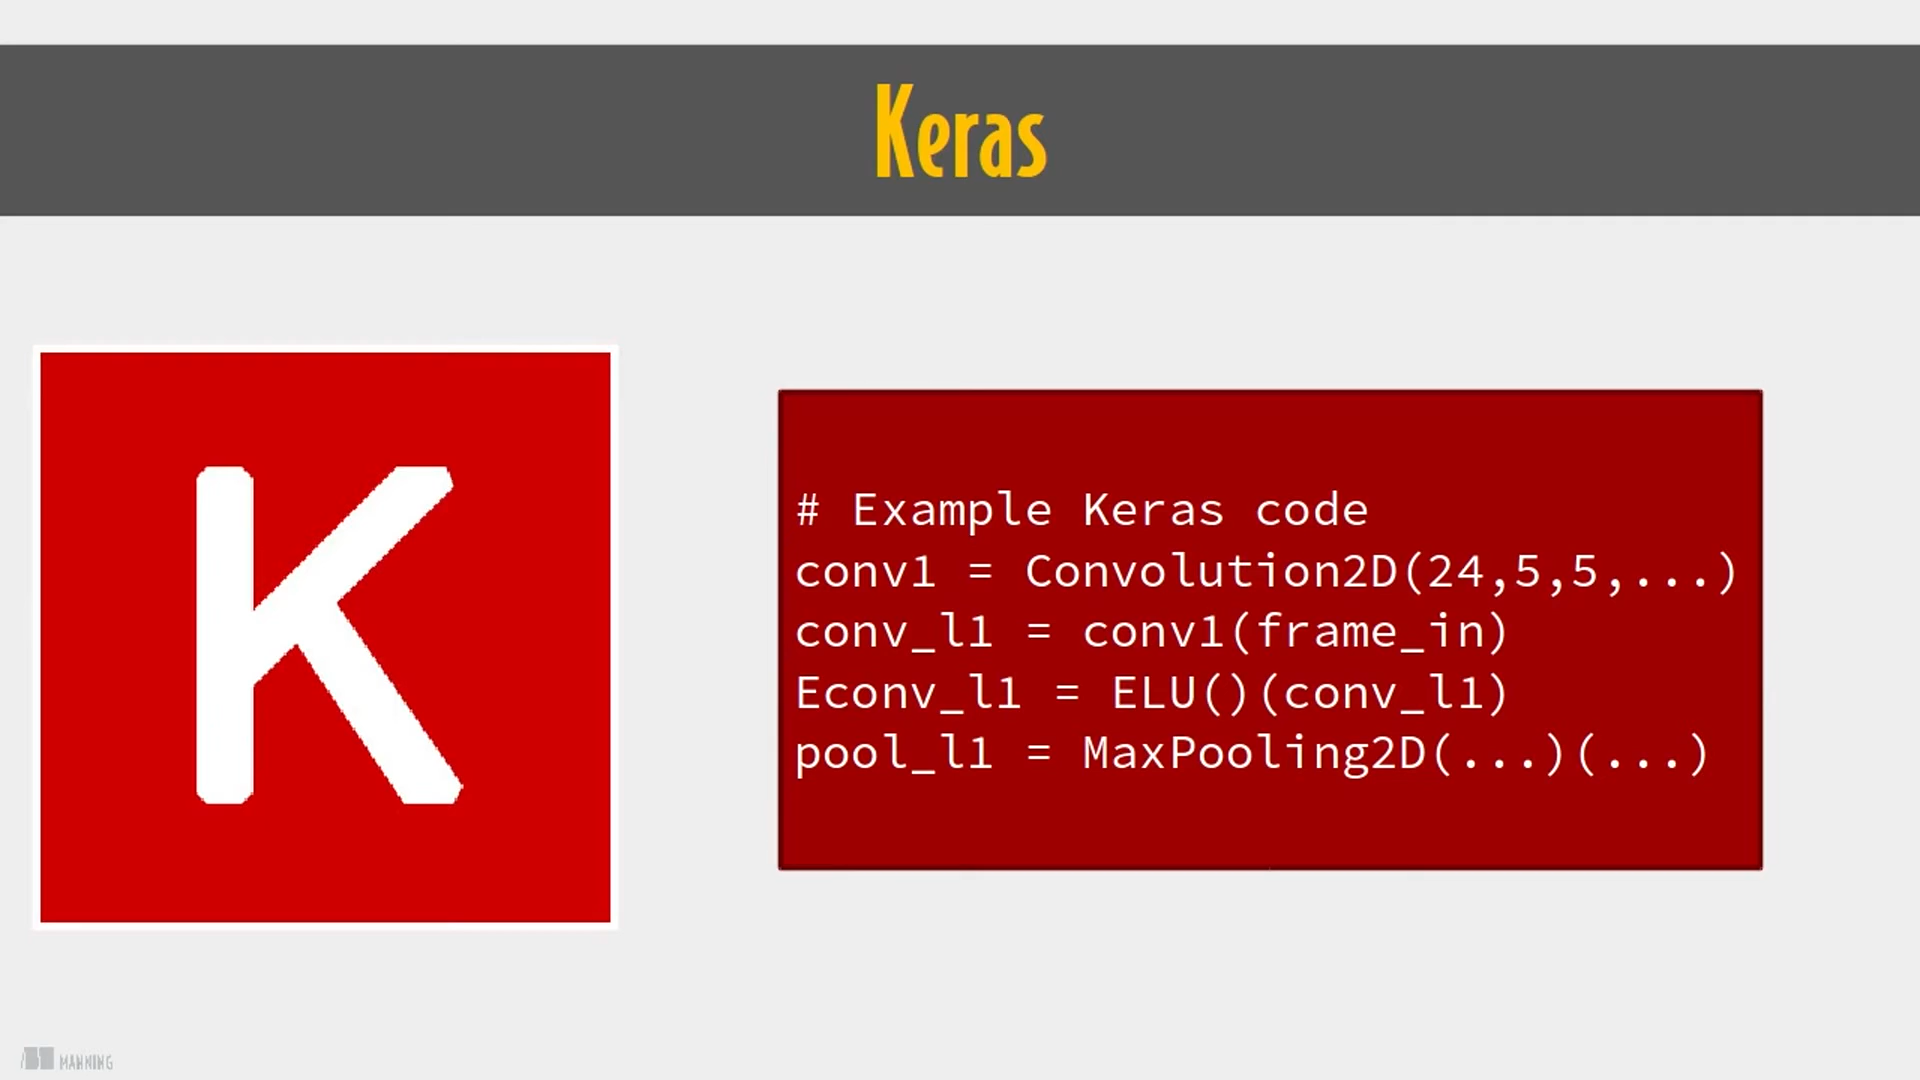 Keras
K
# Example Keras code
conv1 = Convolution2D(24,5,5,...)
conv_l1 = conv1(frame_in)
Econv_l1 = ELU()(conv_l1)
pool_l1 = MaxPooling2D(...)(...)
MANNING